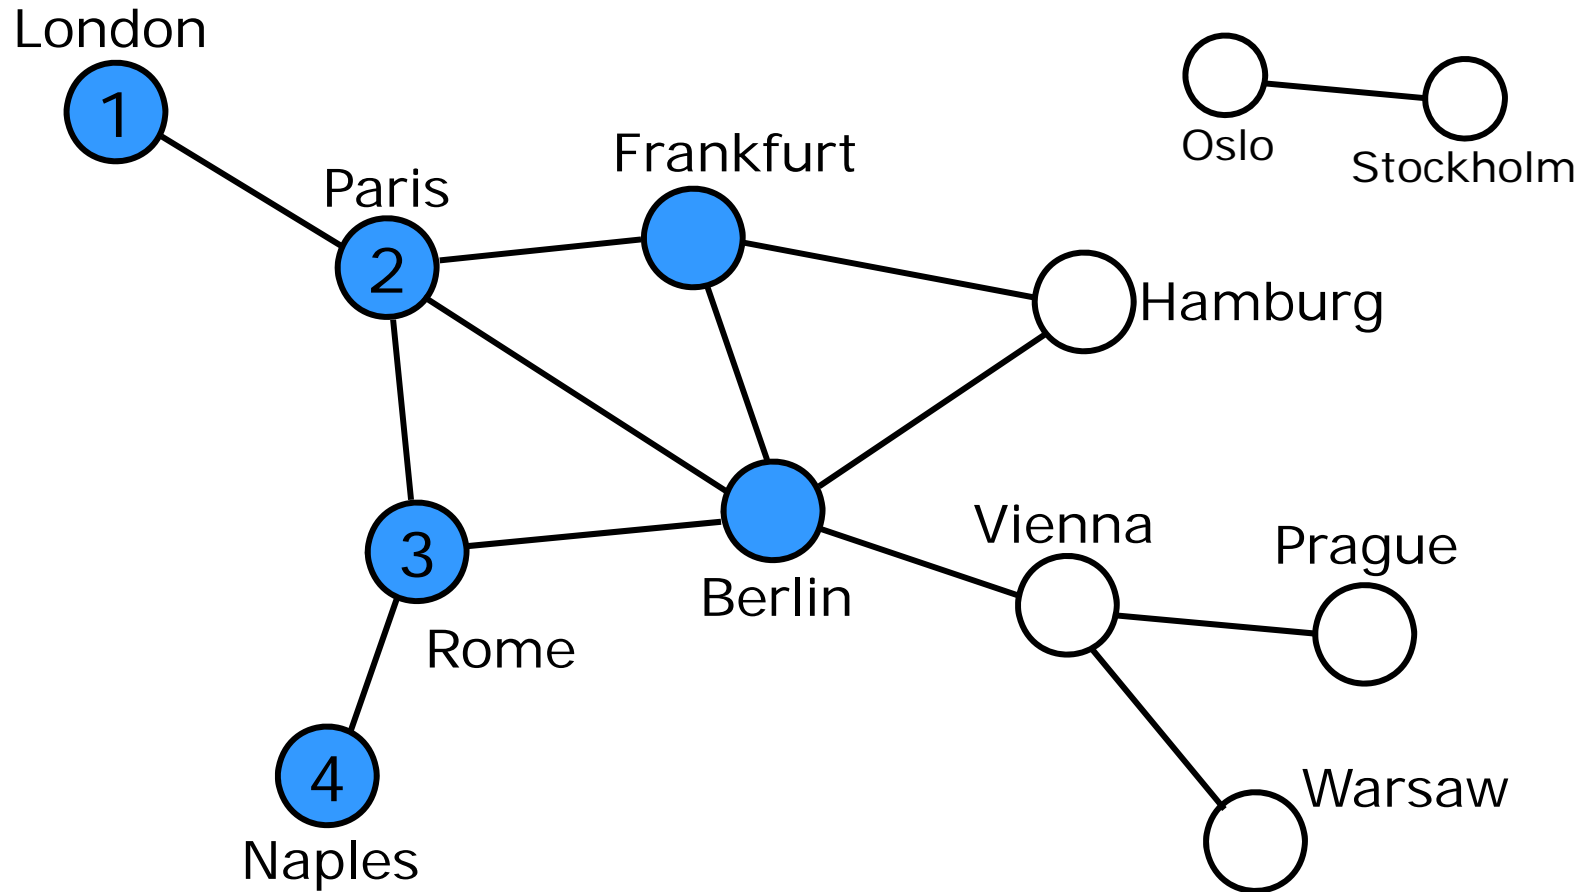 London
1
Oslo
Stockholm
Frankfurt
Paris
2
Hamburg
3
Rome
Berlin
Vienna
Prague
4
Naples
Warsaw